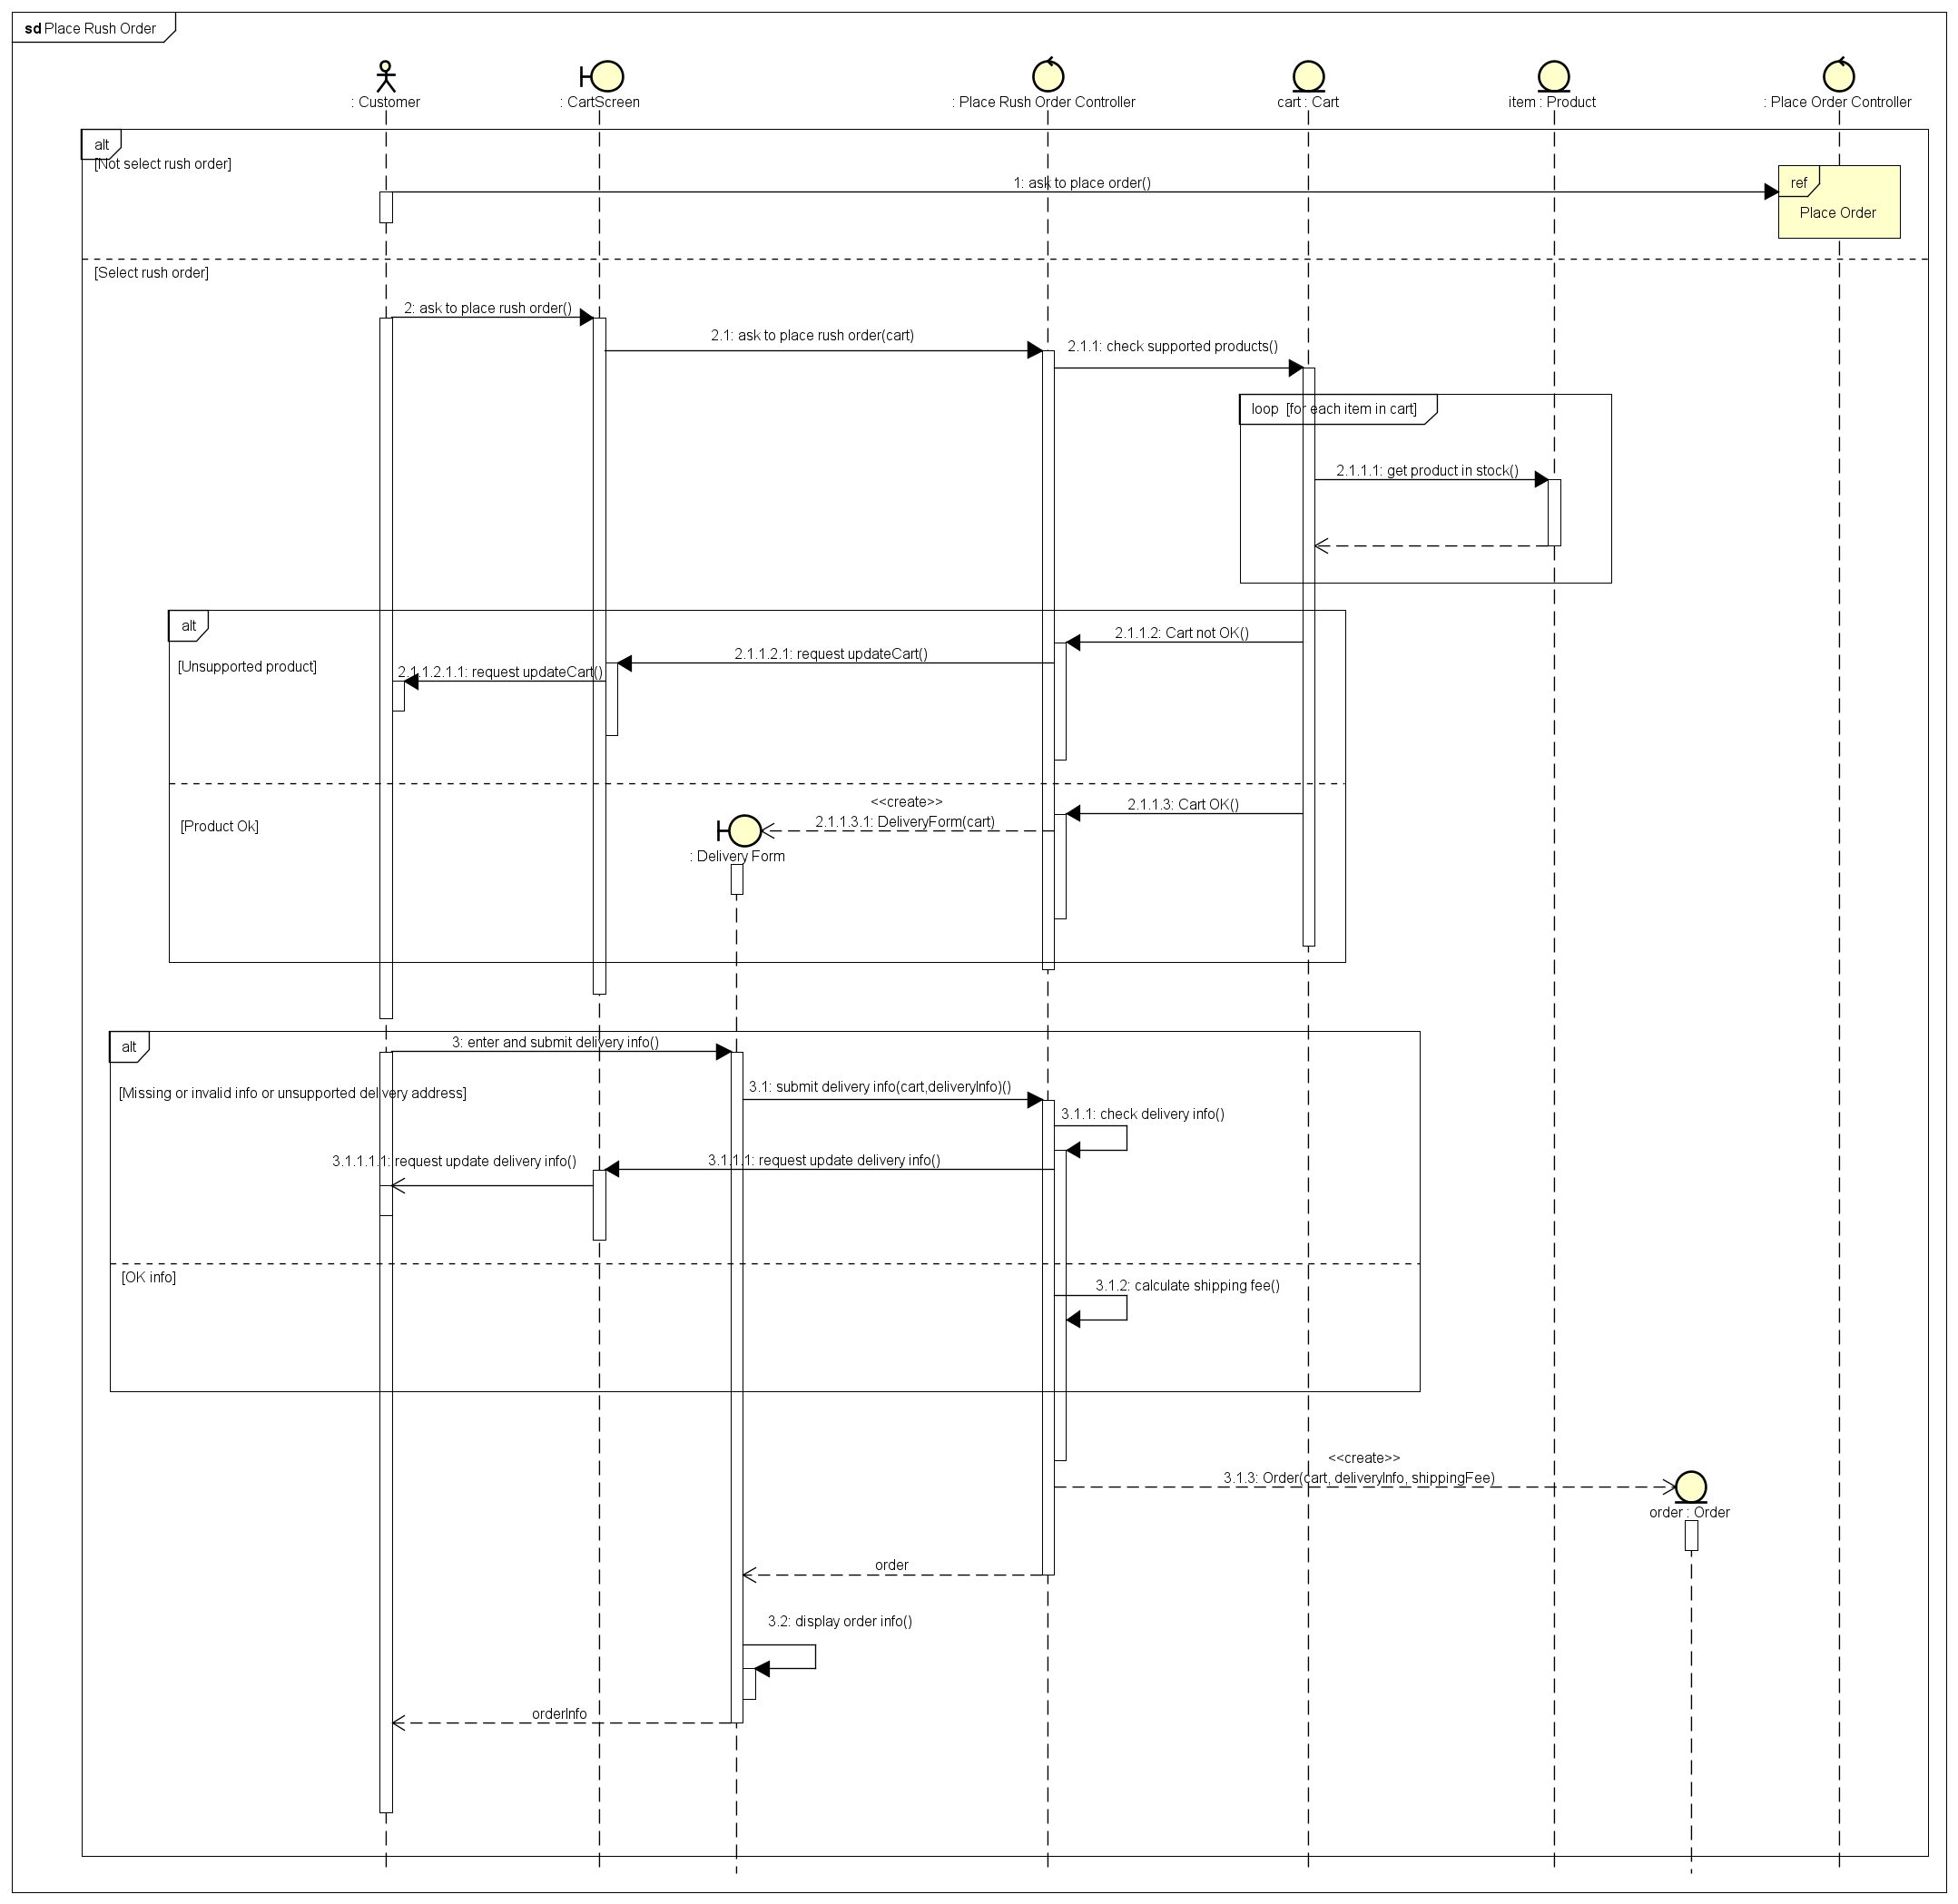 sd Place Rush Order
: Customer
: CartScreen
: Place Rush Order Controller
cart : Cart
item : Product
: Place Order Controller
alt
[Not select rush order]
1: ask to place order()
ref
Place Order
[Select rush order]
2: ask to place rush order()
2.1: ask to place rush order(cart)
2.1.1: check supported products()
loop [for each item in cart]
2.1.1.1: get product in stock()
alt
2.1.1.2: Cart not OK()
2.1.1.2.1: request updateCart()
[Unsupported product]
2.1.1.2.1.1: request updateCart()
<<create>>
2.1.1.3: Cart OK()
2.1.1.3.1: DeliveryForm(cart)
[Product Ok]
: Delivery Form
alt
3: enter and submit delivery info()
3.1: submit delivery info(cart,deliveryInfo)()
[Missing or invalid info or unsupported delivery address]
3.1.1: check delivery info()
3.1.1.1.1: request update delivery info()
3.1.1.1: request update delivery info()
[OK info]
3.1.2: calculate shipping fee()
<<create>>
3.1.3: Order(cart, deliveryInfo, shippingFee)
order : Order
order
3.2: display order info()
orderInfo